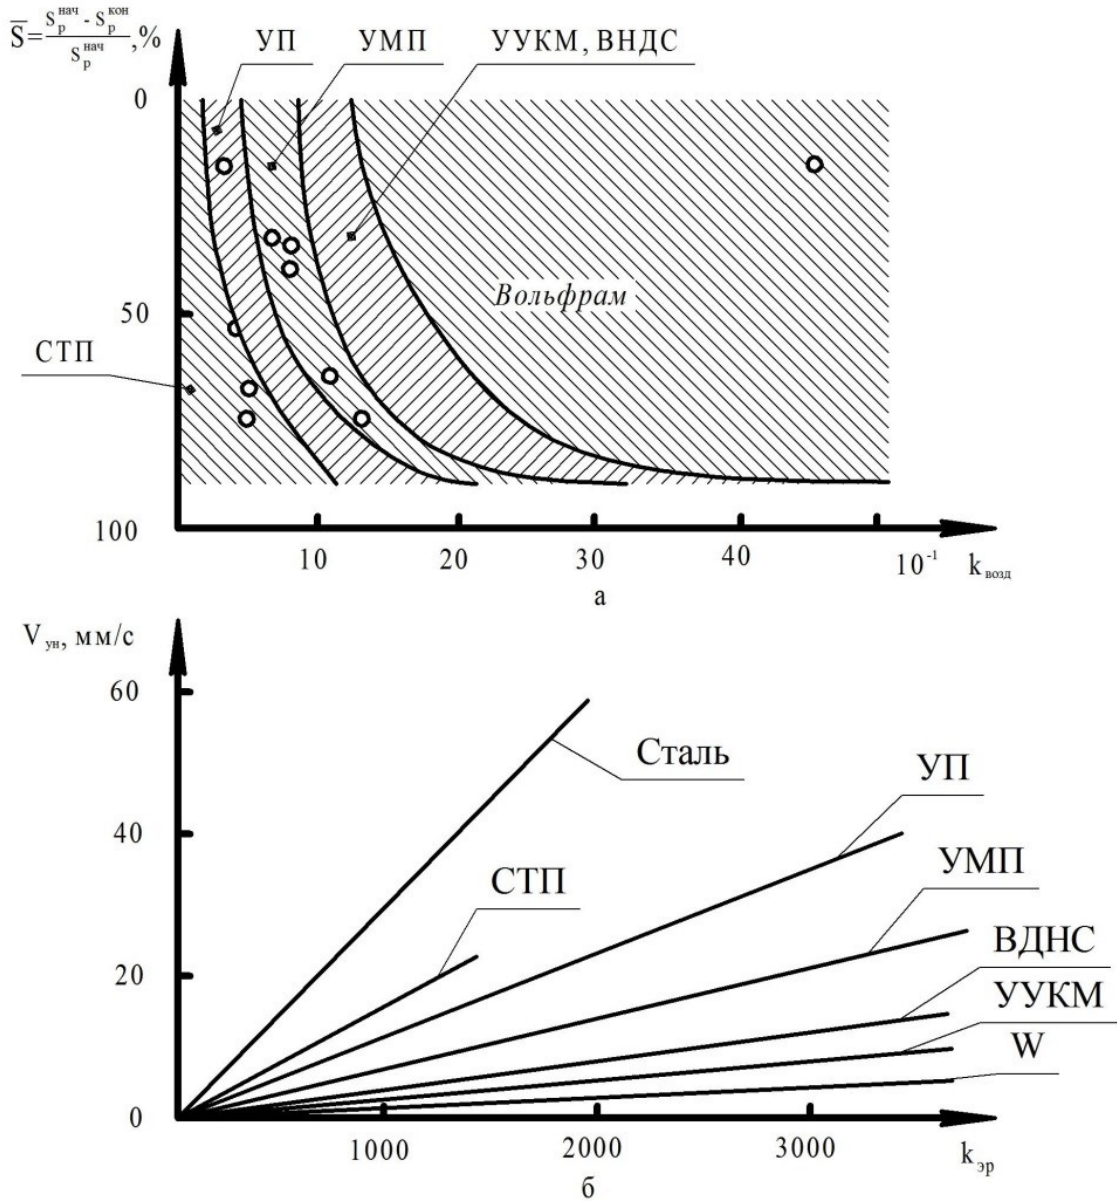 S̅ = (S_р^нач - S_р^кон) / S_р^нач, %
УП УМП УУКМ, ВНДС
0
Вольфрам
50
СТП
100
10 20 30 40 10⁻¹ k_возд
а
V_ун, мм/с
60
Сталь
УП
40
УМП
СТП
ВДНС
20
УУКМ
W
0
1000 2000 3000 k_эр
б